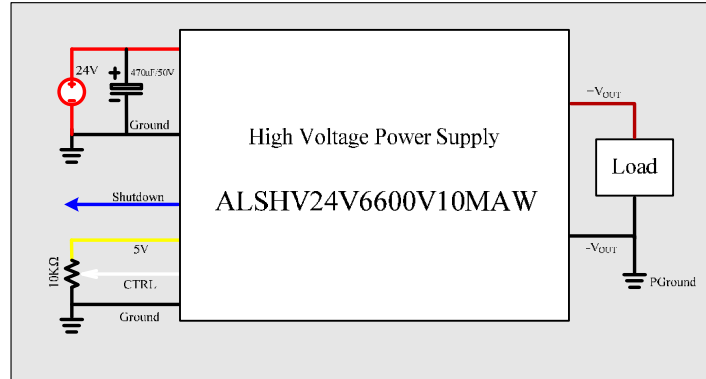 24V
+
470uF/50V
−
Ground
Shutdown
5V
10KΩ
CTRL
Ground
High Voltage Power Supply
ALSHV24V6600V10MAW
−VOUT
Load
−VOUT
PGround